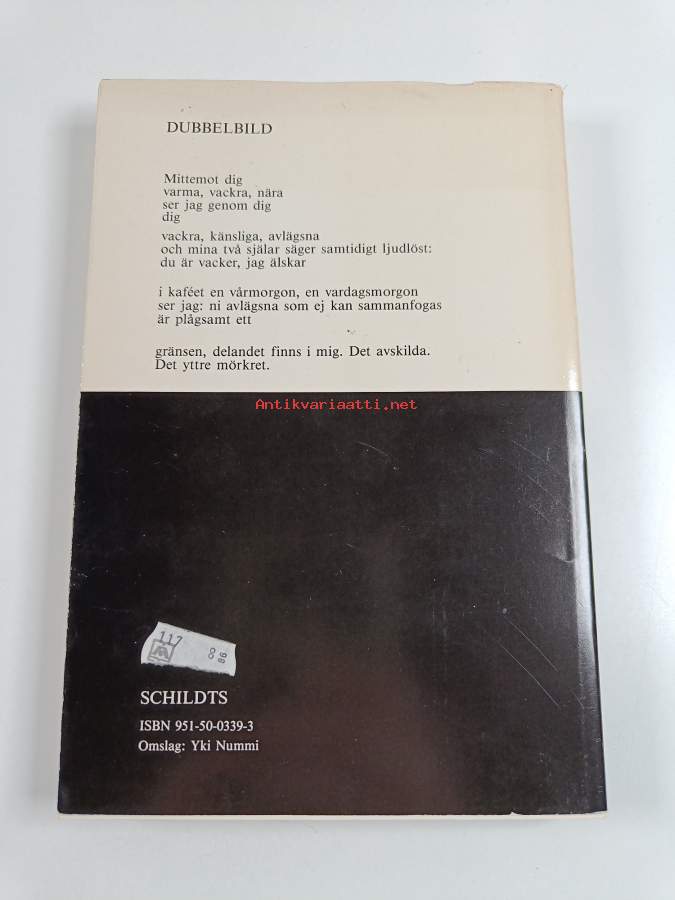 DUBBELBILD
Mittemot dig
varma, vackra, nära
ser jag genom dig
dig
vackra, känsliga, avlägsna
och mina två själar säger samtidigt ljudlöst:
du är vacker, jag älskar
i kaféet en vårmorgon, en vardagsmorgon
ser jag: ni avlägsna som ej kan sammanfogas
är plågsamt ett
gränsen, delandet finns i mig. Det avskilda.
Det yttre mörkret.
Antikvariaatti.net
117
8
86
SCHILDTS
ISBN 951-50-0339-3
Omslag: Yki Nummi